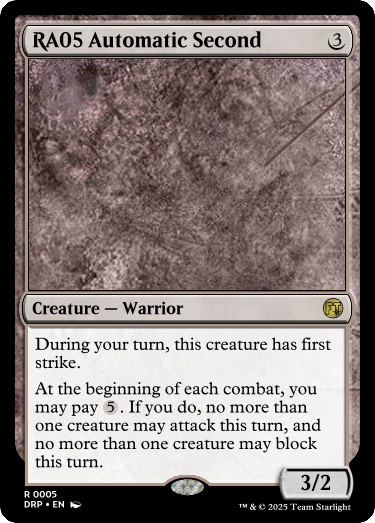 RA05 Automatic Second 3
Creature — Warrior
During your turn, this creature has first
strike.
At the beginning of each combat, you
may pay 5. If you do, no more than
one creature may attack this turn, and
no more than one creature may block
this turn.
3/2
R 0005
DRP • EN
™ & © 2025 Team Starlight